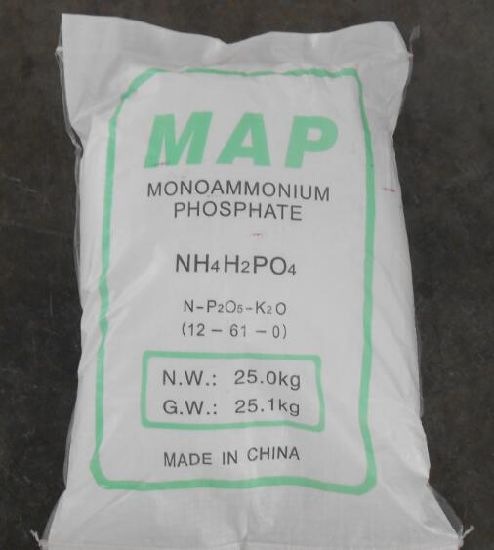 MAP
MONOAMMONIUM
PHOSPHATE
NH4H2PO4
N-P2O5-K2O
(12-61-0)
N.W.: 25.0kg
G.W.: 25.1kg
MADE IN CHINA